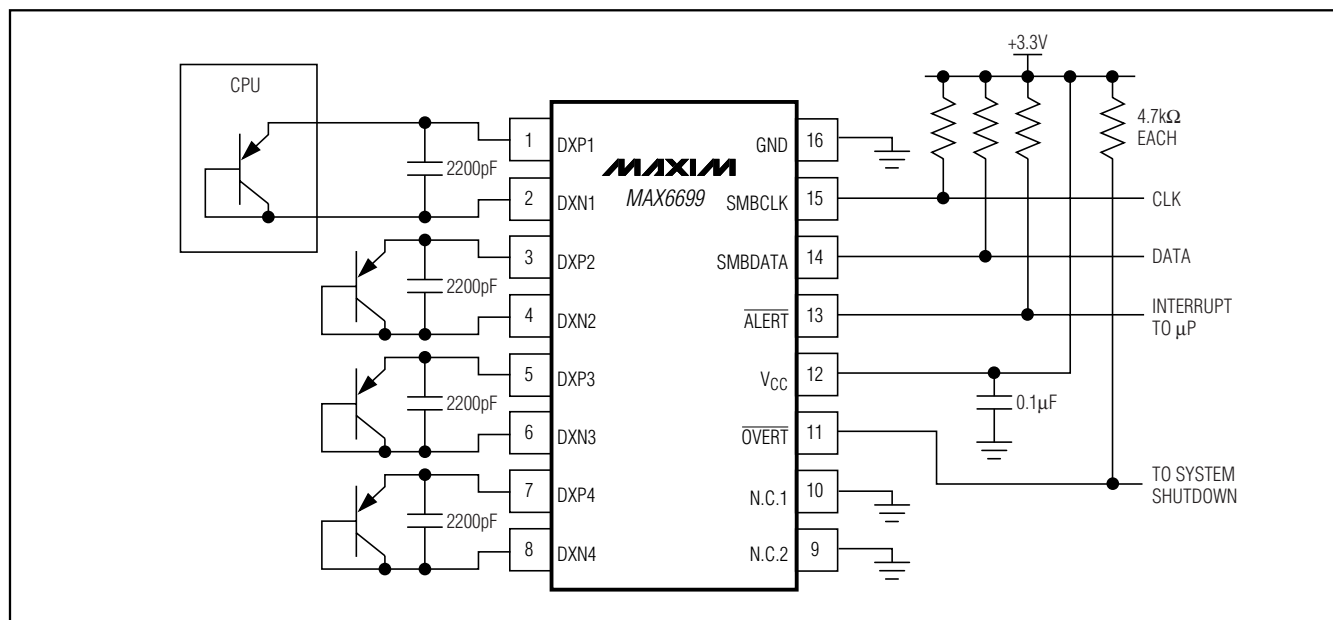 CPU
2200pF
2200pF
2200pF
2200pF
1
DXP1
2
DXN1
3
DXP2
4
DXN2
5
DXP3
6
DXN3
7
DXP4
8
DXN4
MAXIM
MAX6699
GND
16
SMBCLK
15
SMBDATA
14
ALERT
13
VCC
12
OVERT
11
N.C.1
10
N.C.2
9
+3.3V
4.7kΩ
EACH
CLK
DATA
INTERRUPT
TO µP
0.1µF
TO SYSTEM
SHUTDOWN